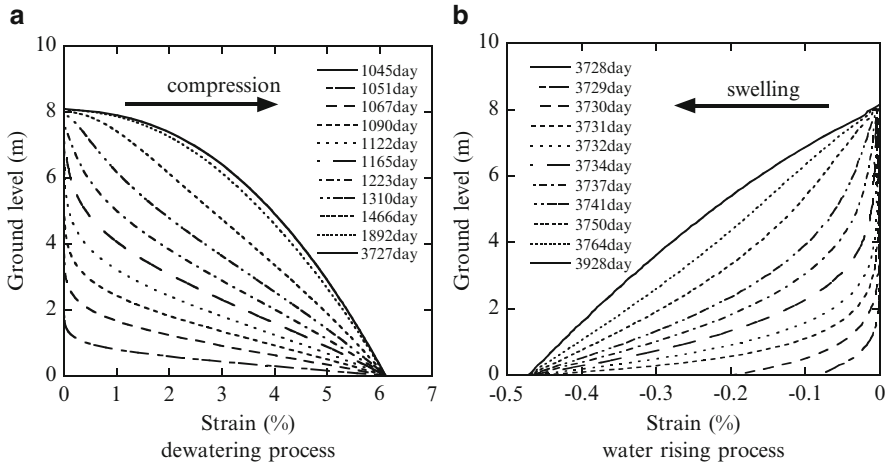 a
10
8
6
4
2
0
Ground level (m)
0 1 2 3 4 5 6 7
Strain (%)
dewatering process
compression
1045day
1051day
1067day
1090day
1122day
1165day
1223day
1310day
1466day
1892day
3727day
b
10
8
6
4
2
0
Ground level (m)
-0.5 -0.4 -0.3 -0.2 -0.1 0
Strain (%)
water rising process
swelling
3728day
3729day
3730day
3731day
3732day
3734day
3737day
3741day
3750day
3764day
3928day